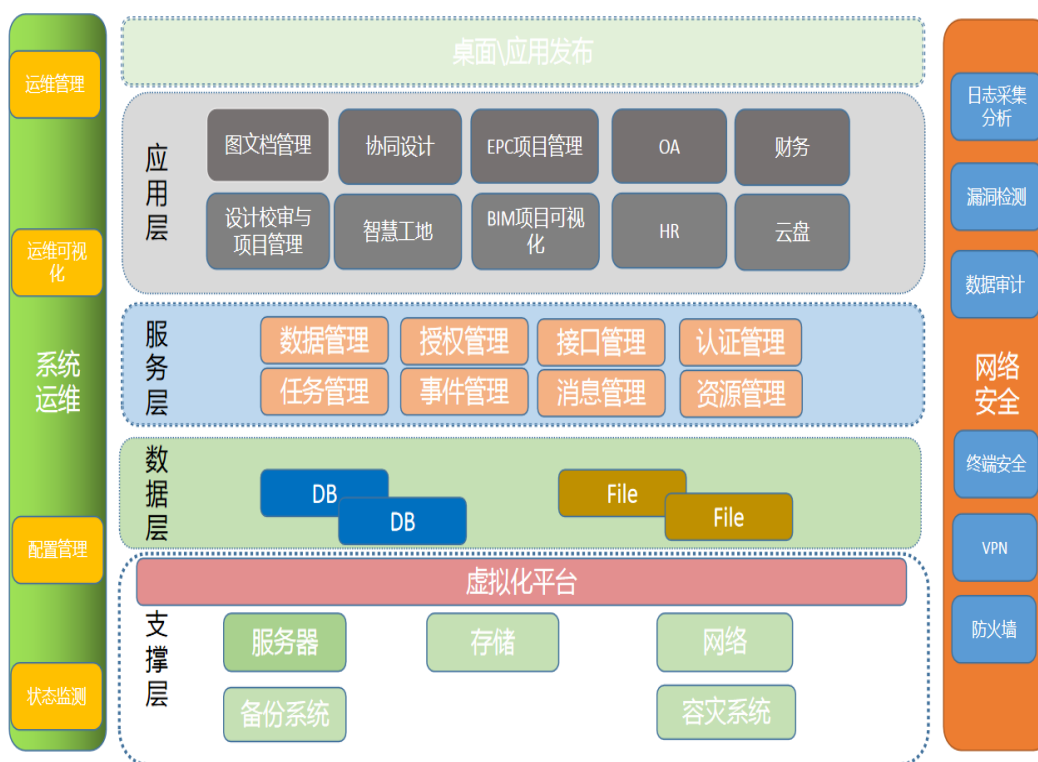 桌面\应用发布
系统
运维
运维管理
运维可视
化
配置管理
状态监测
应
用
层
图文档管理
协同设计
EPC项目管理
OA
财务
设计校审与
项目管理
智慧工地
BIM项目可视
化
HR
云盘
服
务
层
数据管理
授权管理
接口管理
认证管理
任务管理
事件管理
消息管理
资源管理
数
据
层
DB
DB
File
File
支
撑
层
虚拟化平台
服务器
存储
网络
备份系统
容灾系统
网络
安全
日志采集
分析
漏洞检测
数据审计
终端安全
VPN
防火墙